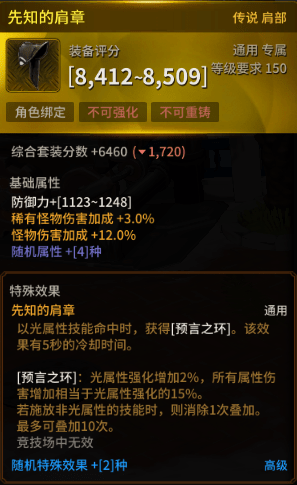 先知的肩章
传说 肩部
装备评分
通用 专属
[8,412~8,509]
等级要求 150
角色绑定
不可强化
不可重铸
综合套装分数 +6460 (▼1,720)
基础属性
防御力+[1123~1248]
稀有怪物伤害加成 +3.0%
怪物伤害加成 +12.0%
随机属性 +[4]种
特殊效果
先知的肩章
通用
以光属性技能命中时，获得[预言之环]。该效
果有5秒的冷却时间。
[预言之环]：光属性强化增加2%，所有属性伤
害增加相当于光属性强化的15%。
若施放非光属性的技能时，则消除1次叠加。
最多可叠加10次。
竞技场中无效
随机特殊效果 +[2]种
高级